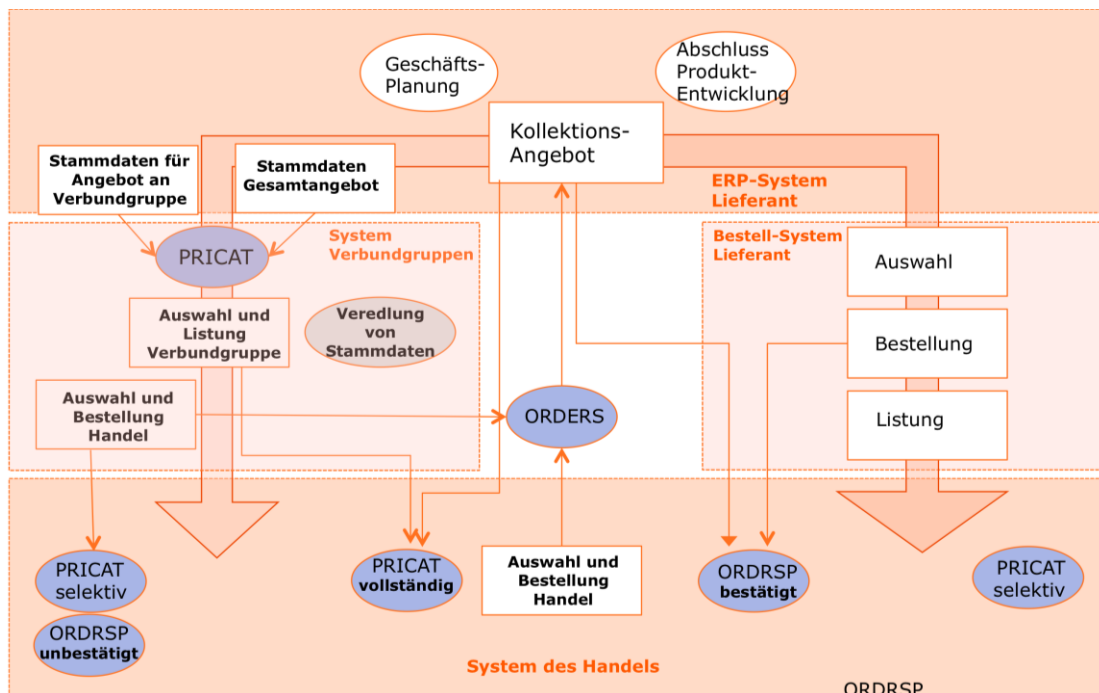 Geschäfts-
Planung
Abschluss
Produkt-
Entwicklung
Kollektions-
Angebot
Stammdaten für
Angebot an
Verbundgruppe
Stammdaten
Gesamtangebot
ERP-System
Lieferant
PRICAT
System
Verbundgruppen
Bestell-System
Lieferant
Auswahl
Auswahl und
Listung
Verbundgruppe
Veredlung
von
Stammdaten
Bestellung
Auswahl und
Bestellung
Handel
ORDERS
Listung
PRICAT
selektiv
ORDRSP
unbestätigt
PRICAT
vollständig
Auswahl und
Bestellung
Handel
ORDRSP
bestätigt
PRICAT
selektiv
System des Handels
ORDRSP